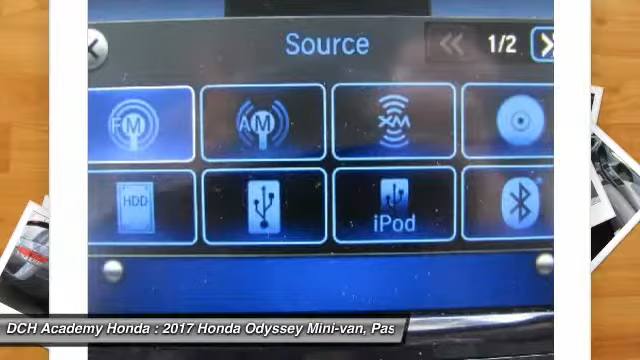 Source
1/2
FM
AM
XM
HDD
iPod
DCH Academy Honda : 2017 Honda Odyssey Mini-van, Pas